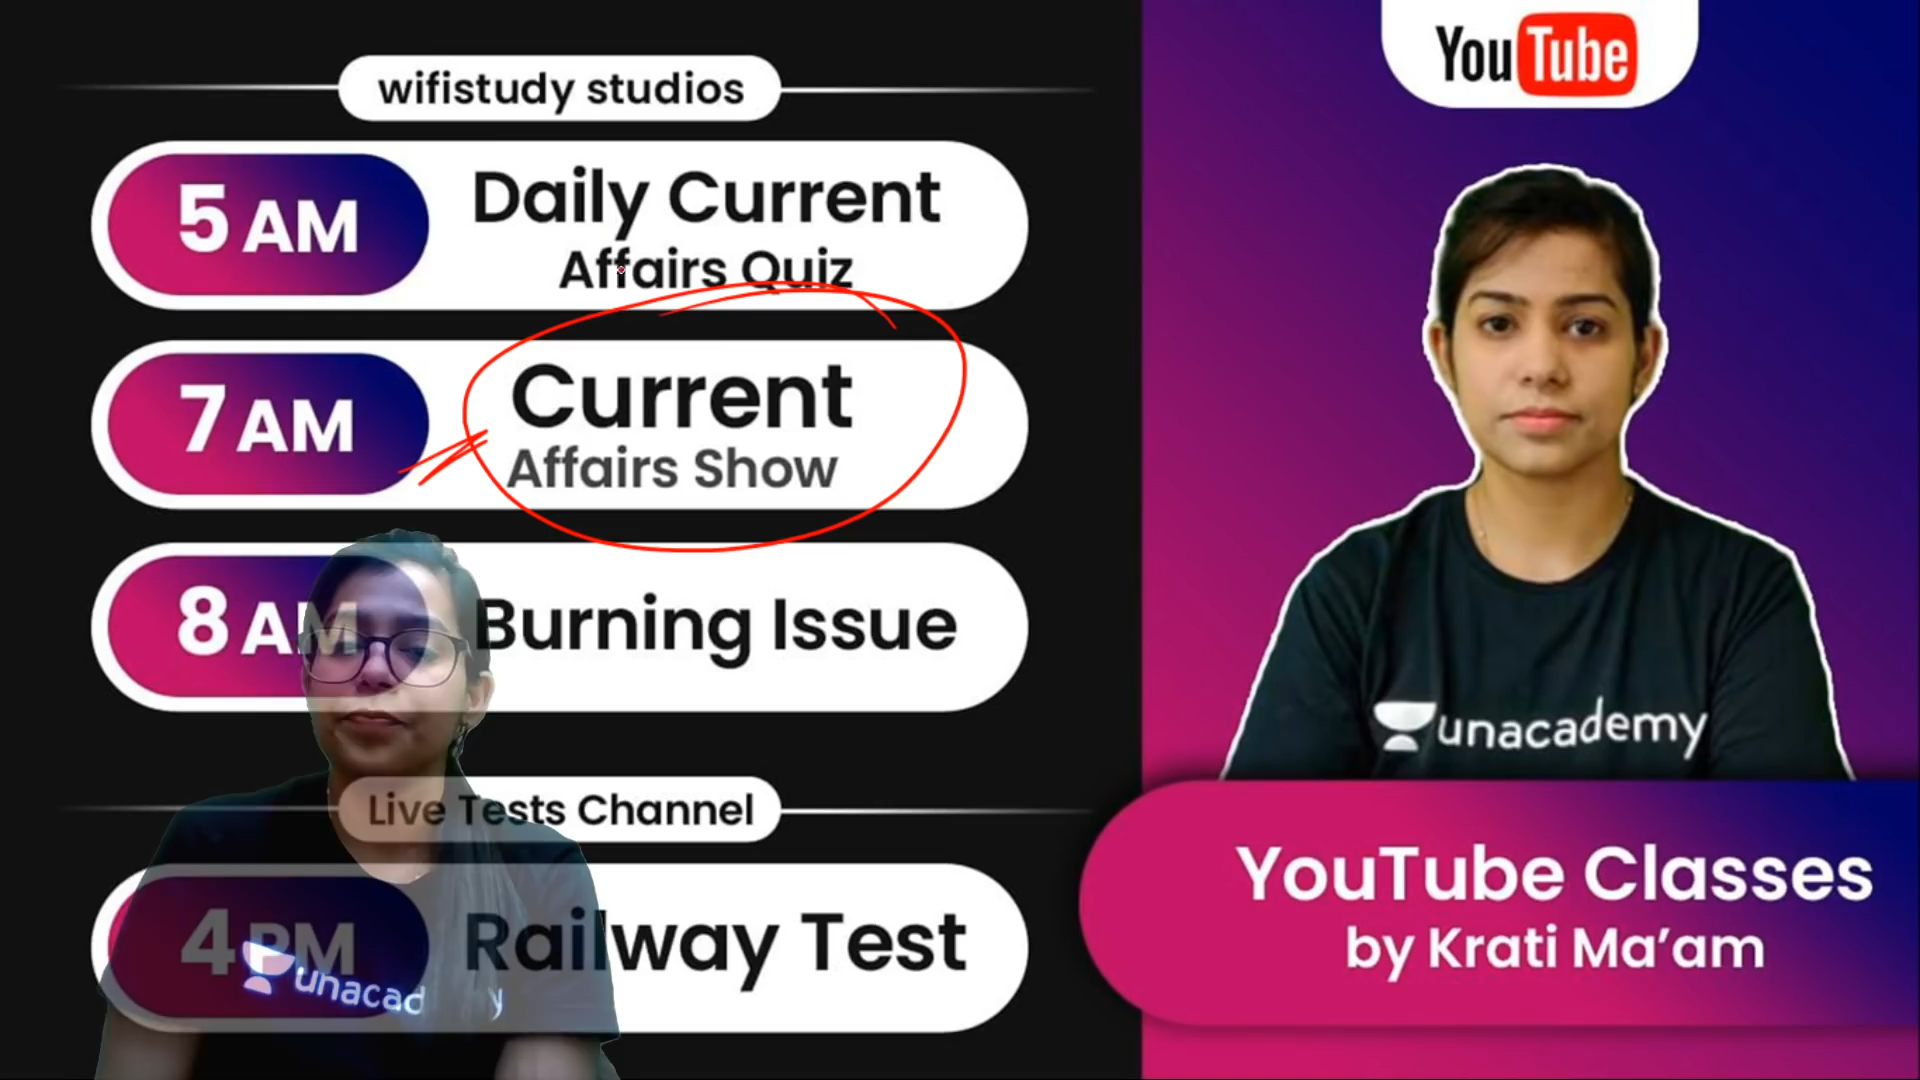 wifistudy studios
5 AM
Daily Current
Affairs Quiz
7 AM
Current
Affairs Show
8 AM
Burning Issue
Live Tests Channel
4 PM
Railway Test
unacad y
YouTube
unacademy
YouTube Classes
by Krati Ma’am